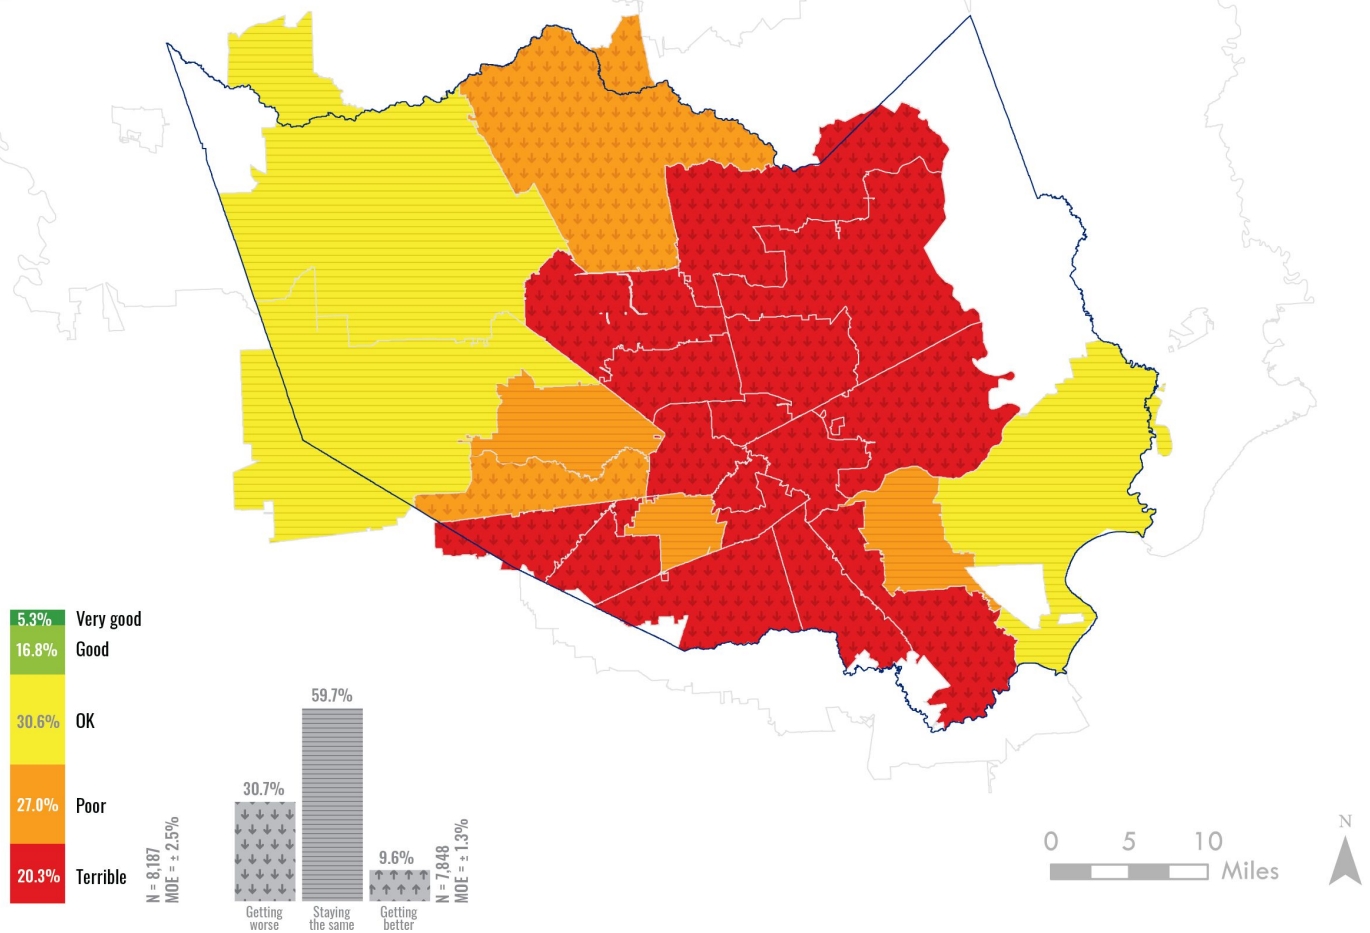 5.3% Very good
16.8% Good
30.6% OK
27.0% Poor
20.3% Terrible
N = 8,187
MOE = ± 2.5%
30.7%
59.7%
9.6%
Getting
worse
Staying
the same
Getting
better
N = 7,848
MOE = ± 1.3%
0 5 10
Miles
N